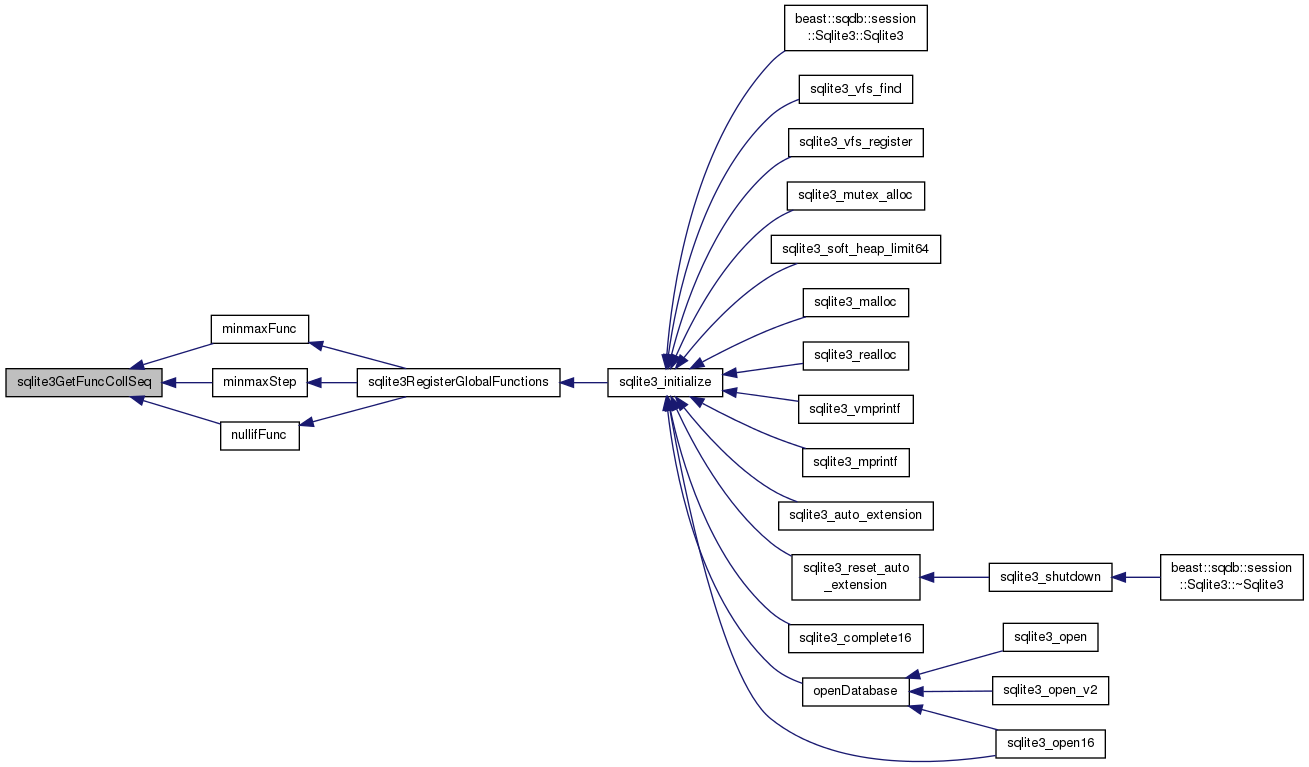 beast::sqdb::session
::Sqlite3::Sqlite3
sqlite3_vfs_find
sqlite3_vfs_register
sqlite3_mutex_alloc
sqlite3_soft_heap_limit64
sqlite3_malloc
minmaxFunc
sqlite3_realloc
sqlite3GetFuncCollSeq
minmaxStep
sqlite3RegisterGlobalFunctions
sqlite3_initialize
sqlite3_vmprintf
nullifFunc
sqlite3_mprintf
sqlite3_auto_extension
sqlite3_reset_auto
_extension
sqlite3_shutdown
beast::sqdb::session
::Sqlite3::~Sqlite3
sqlite3_complete16
sqlite3_open
openDatabase
sqlite3_open_v2
sqlite3_open16